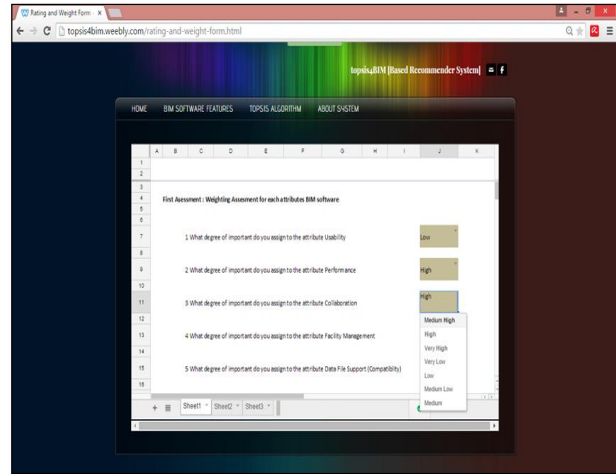 Rating and Weight Form -
topsis4bim.weebly.com/rating-and-weight-form.html
topsis4BIM [Based Recommender System]
HOME BIM SOFTWARE FEATURES TOPSIS ALGORITHM ABOUT SYSTEM
A B C D E F G H I J K
1
2
3
4 First Asessment : Weighting Assesment for each attributes BIM software
5
6
7 1 What degree of important do you assign to the attribute Usability Low
8
9 2 What degree of important do you assign to the attribute Performance High
10
11 3 What degree of important do you assign to the attribute Collaboration High
12 Medium High
13 4 What degree of important do you assign to the attribute Facility Management High
Very High
14 Very Low
15 5 What degree of important do you assign to the attribute Data File Support (Compatiblity) Low
16 Medium Low
Medium
Sheet1 Sheet2 Sheet3